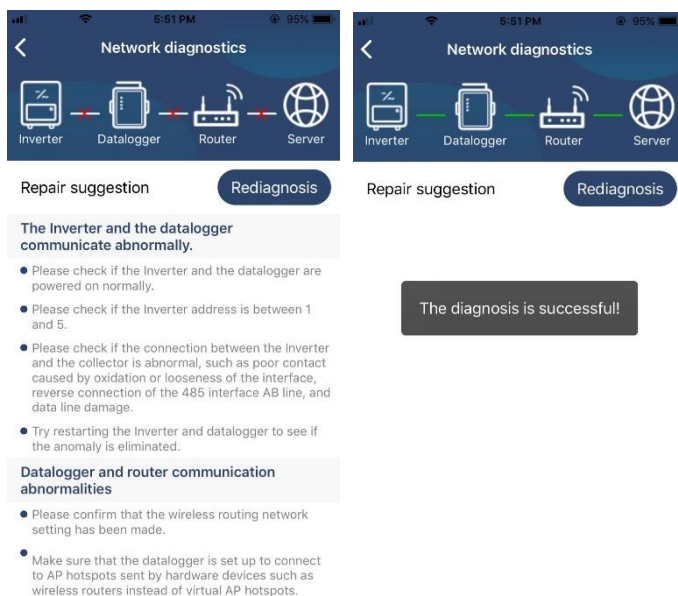 5:51 PM
95%
Network diagnostics
Inverter Datalogger Router Server
Repair suggestion Rediagnosis
The Inverter and the datalogger
communicate abnormally.
Please check if the Inverter and the datalogger are
powered on normally.
Please check if the Inverter address is between 1
and 5.
Please check if the connection between the Inverter
and the collector is abnormal, such as poor contact
caused by oxidation or looseness of the interface,
reverse connection of the 485 interface AB line, and
data line damage.
Try restarting the Inverter and datalogger to see if
the anomaly is eliminated.
Datalogger and router communication
abnormalities
Please confirm that the wireless routing network
setting has been made.
Make sure that the datalogger is set up to connect
to AP hotspots sent by hardware devices such as
wireless routers instead of virtual AP hotspots.
5:51 PM
95%
Network diagnostics
Inverter Datalogger Router Server
Repair suggestion Rediagnosis
The diagnosis is successful!